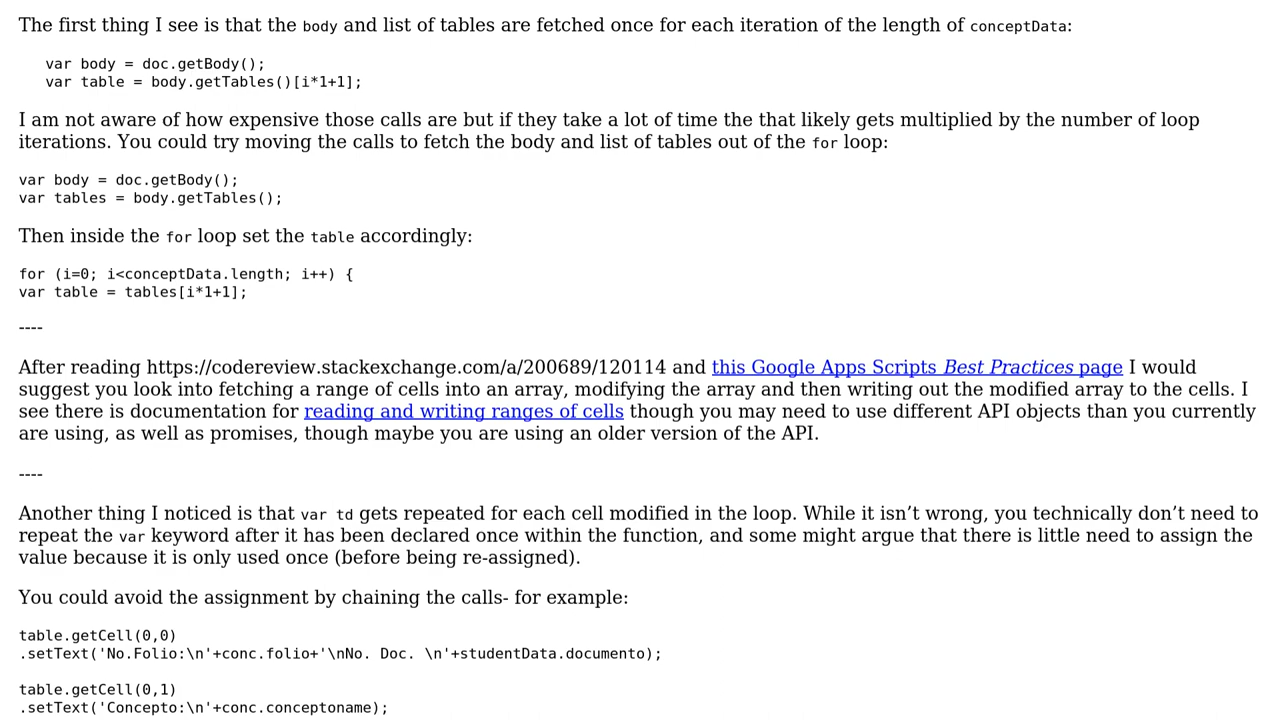 The first thing I see is that the body and list of tables are fetched once for each iteration of the length of conceptData:
var body = doc.getBody();
var table = body.getTables()[i*1+1];
I am not aware of how expensive those calls are but if they take a lot of time the that likely gets multiplied by the number of loop
iterations. You could try moving the calls to fetch the body and list of tables out of the for loop:
var body = doc.getBody();
var tables = body.getTables();
Then inside the for loop set the table accordingly:
for (i=0; i<conceptData.length; i++) {
var table = tables[i*1+1];
----
After reading https://codereview.stackexchange.com/a/200689/120114 and this Google Apps Scripts Best Practices page I would
suggest you look into fetching a range of cells into an array, modifying the array and then writing out the modified array to the cells. I
see there is documentation for reading and writing ranges of cells though you may need to use different API objects than you currently
are using, as well as promises, though maybe you are using an older version of the API.
----
Another thing I noticed is that var td gets repeated for each cell modified in the loop. While it isn’t wrong, you technically don’t need to
repeat the var keyword after it has been declared once within the function, and some might argue that there is little need to assign the
value because it is only used once (before being re-assigned).
You could avoid the assignment by chaining the calls- for example:
table.getCell(0,0)
.setText('No.Folio:\n'+conc.folio+'\nNo. Doc. \n'+studentData.documento);
table.getCell(0,1)
.setText('Concepto:\n'+conc.conceptoname);